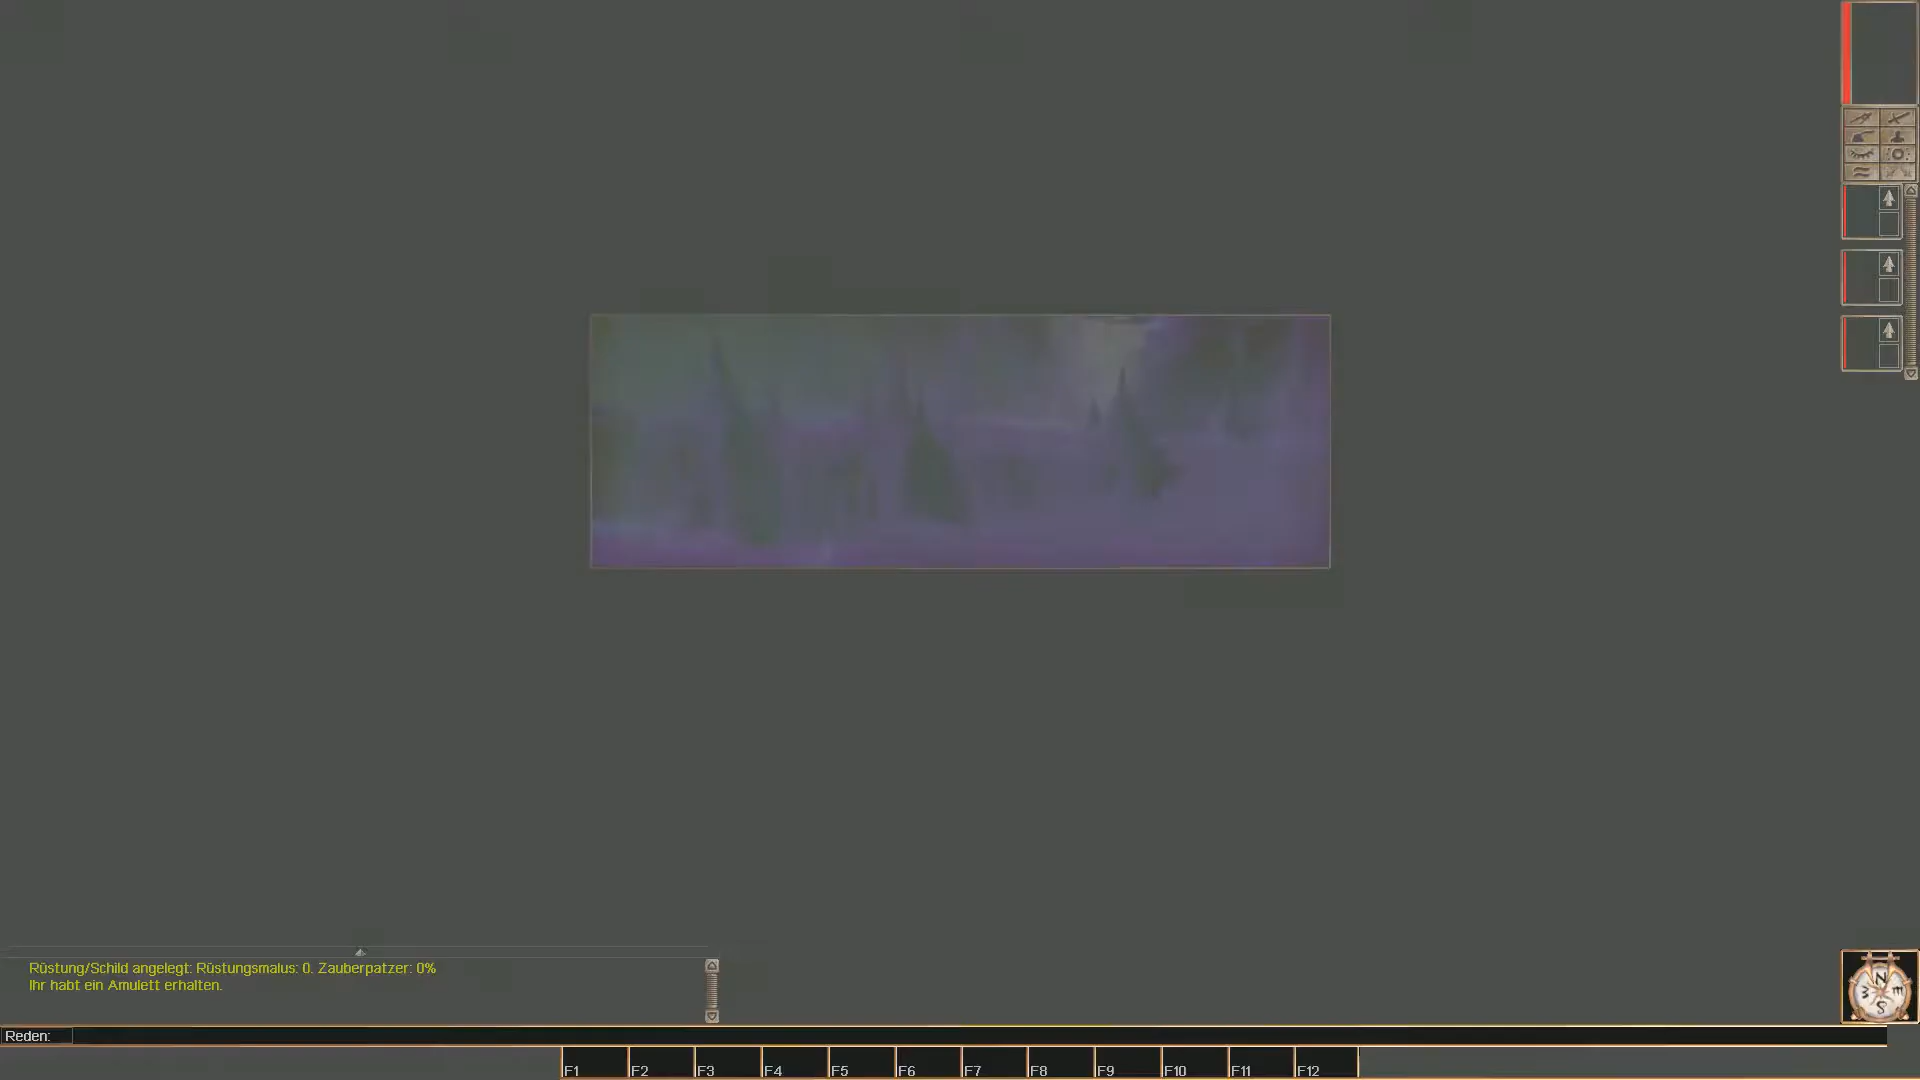 Rüstung/Schild angelegt: Rüstungsmalus: 0. Zauberpatzer: 0%
Ihr habt ein Amulett erhalten.
N
S
Reden:
F1 F2 F3 F4 F5 F6 F7 F8 F9 F10 F11 F12